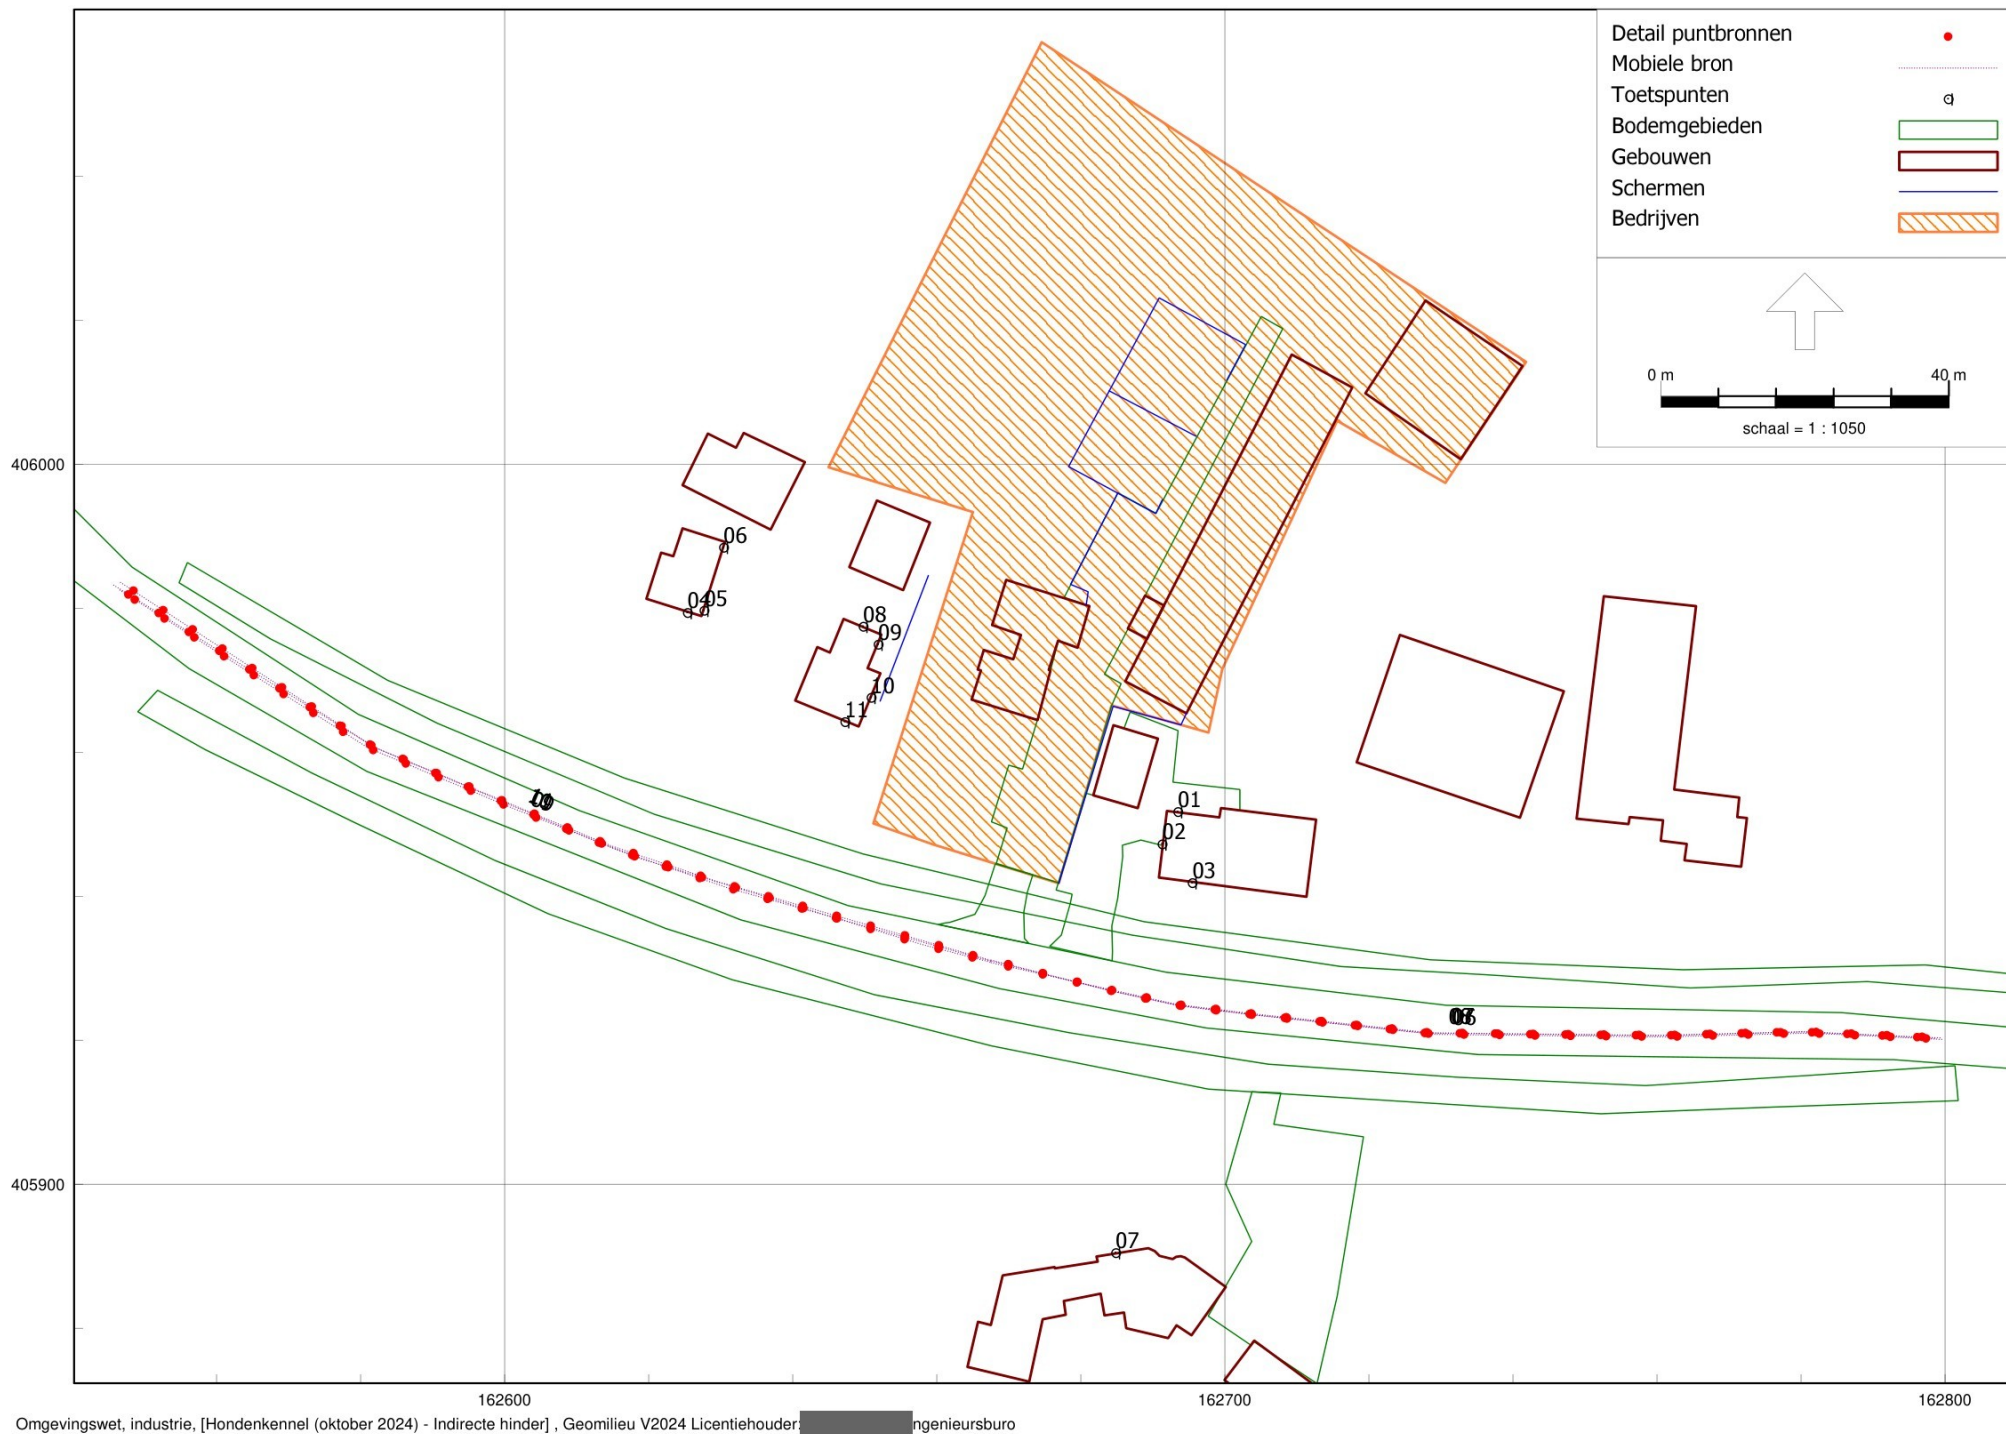 Detail puntbronnen
Mobiele bron
Toetspunten
Bodemgebieden
Gebouwen
Schermen
Bedrijven
0 m 40 m
schaal = 1 : 1050
406000
06
04 05
08
09
10
11
01
02
03
405900
07
162600 162700 162800
Omgevingswet, industrie, [Hondenkennel (oktober 2024) - Indirecte hinder] , Geomilieu V2024 Licentiehouder: ngenieursburo